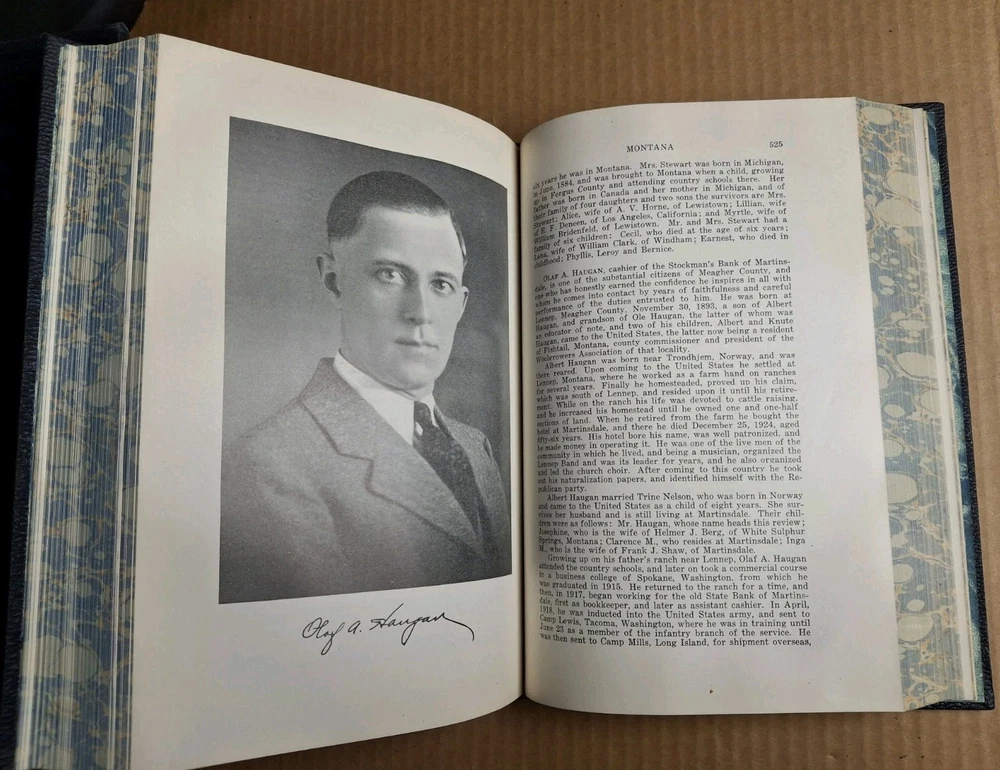 Olaf A. Haugan
MONTANA 525
six years he was in Montana. Mrs. Stewart was born in Michigan,
in June, 1884, and was brought to Montana when a child, growing
up in Fergus County and attending country schools there. Her
father was born in Canada and her mother in Michigan, and of
their family of four daughters and two sons the survivors are Mrs.
Stewart; Alice, wife of A. V. Horne, of Lewistown; Lillian, wife
of E. F. Deneen, of Los Angeles, California; and Myrtle, wife of
William Bridenfeld, of Lewistown. Mr. and Mrs. Stewart had a
family of six children: Cecil, who died at the age of six years;
Lena, wife of William Clark, of Windham; Earnest, who died in
childhood; Phyllis, Leroy and Bernice.
OLAF A. HAUGAN, cashier of the Stockman's Bank of Martins-
dale, is one of the substantial citizens of Meagher County, and
one who has honestly earned the confidence he inspires in all with
whom he comes into contact by years of faithfulness and careful
performance of the duties entrusted to him. He was born at
Lennep, Meagher County, November 30, 1893, a son of Albert
Haugan, and grandson of Ole Haugan, the latter of whom was
an educator of note, and two of his children, Albert and Knute
Haugan, came to the United States, the latter now being a resident
of Fishtail, Montana, county commissioner and president of the
Woolgrowers Association of that locality.
Albert Haugan was born near Trondhjem, Norway, and was
there reared. Upon coming to the United States he settled at
Lennep, Montana, where he worked as a farm hand on ranches
for several years. Finally he homesteaded, proved up his claim,
which was south of Lennep, and resided upon it until his retire-
ment. While on the ranch his life was devoted to cattle raising,
and he increased his homestead until he owned one and one-half
sections of land. When he retired from the farm he bought the
hotel at Martinsdale, and there he died December 25, 1924, aged
fifty-six years. His hotel bore his name, was well patronized, and
he made money in operating it. He was one of the live men of the
community in which he lived, and being a musician, organized the
Lennep Band and was its leader for years, and he also organized
and led the church choir. After coming to this country he took
out his naturalization papers, and identified himself with the Re-
publican party.
Albert Haugan married Trine Nelson, who was born in Norway
and came to the United States as a child of eight years. She sur-
vives her husband and is still living at Martinsdale. Their chil-
dren were as follows: Mr. Haugan, whose name heads this review;
Josephine, who is the wife of Helmer J. Berg, of White Sulphur
Springs, Montana; Clarence M., who resides at Martinsdale; Inga
M., who is the wife of Frank J. Shaw, of Martinsdale.
Growing up on his father's ranch near Lennep, Olaf A. Haugan
attended the country schools, and later on took a commercial course
in a business college of Spokane, Washington, from which he
was graduated in 1915. He returned to the ranch for a time, and
then, in 1917, began working for the old State Bank of Martins-
dale, first as bookkeeper, and later as assistant cashier. In April,
1918, he was inducted into the United States army, and sent to
Camp Lewis, Tacoma, Washington, where he was in training until
June 23 as a member of the infantry branch of the service. He
was then sent to Camp Mills, Long Island, for shipment overseas,